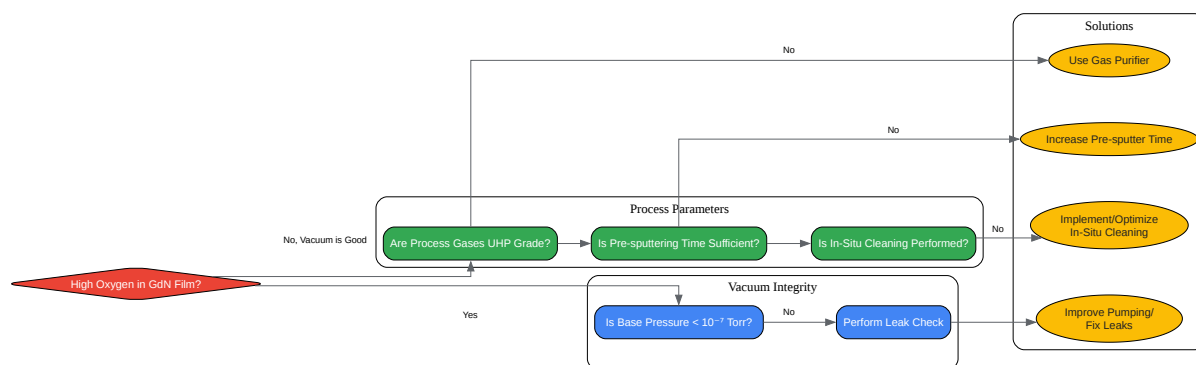 Solutions
No
Use Gas Purifier
No
Increase Pre-sputter Time
Process Parameters
No, Vacuum is Good
Are Process Gases UHP Grade?
Is Pre-sputtering Time Sufficient?
Is In-Situ Cleaning Performed?
No
Implement/Optimize
In-Situ Cleaning
High Oxygen in GdN Film?
Yes
Vacuum Integrity
Is Base Pressure < 10⁻⁷ Torr?
No
Perform Leak Check
Improve Pumping/
Fix Leaks